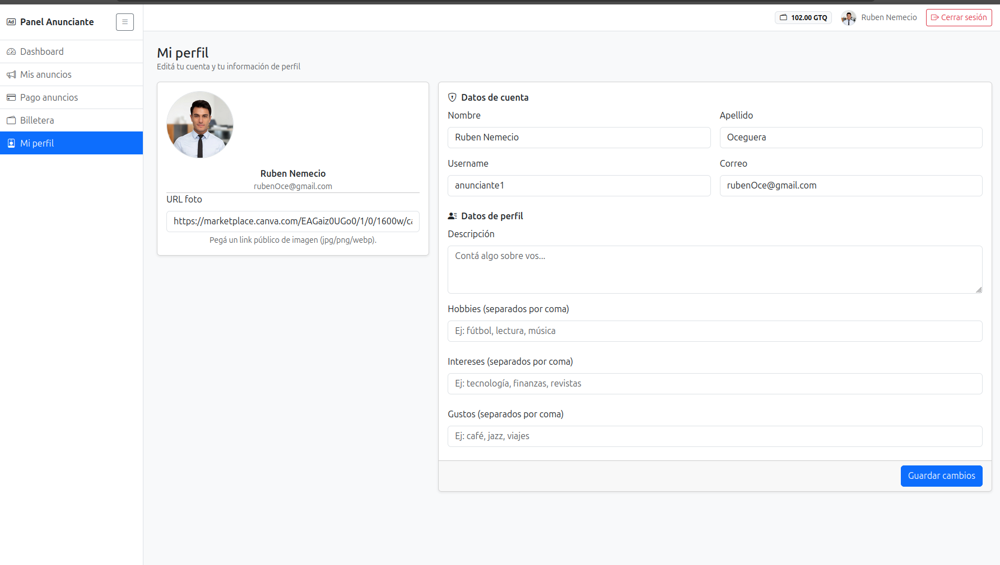 Ad Panel Anunciante
102.00 GTQ
Ruben Nemecio
Cerrar sesión
Dashboard
Mis anuncios
Pago anuncios
Billetera
Mi perfil
Mi perfil
Editá tu cuenta y tu información de perfil
Ruben Nemecio
rubenOce@gmail.com
URL foto
https://marketplace.canva.com/EAGaiz0UGo0/1/0/1600w/ca
Pegá un link público de imagen (jpg/png/webp).
Datos de cuenta
Nombre
Apellido
Ruben Nemecio
Oceguera
Username
Correo
anunciante1
rubenOce@gmail.com
Datos de perfil
Descripción
Contá algo sobre vos...
Hobbies (separados por coma)
Ej: fútbol, lectura, música
Intereses (separados por coma)
Ej: tecnología, finanzas, revistas
Gustos (separados por coma)
Ej: café, jazz, viajes
Guardar cambios